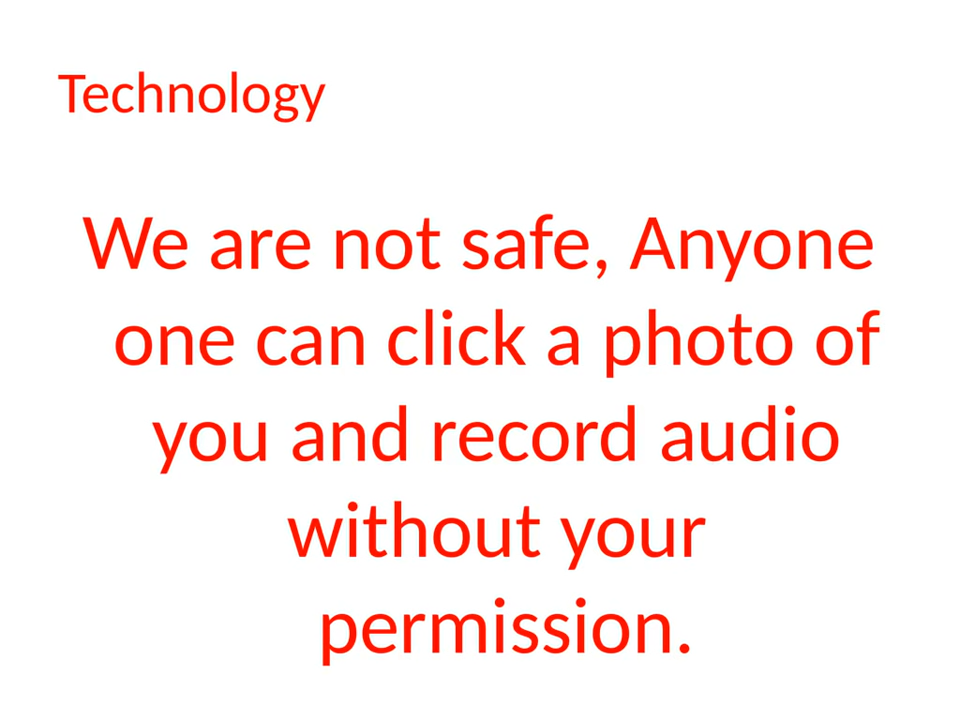 Technology
We are not safe, Anyone
one can click a photo of
you and record audio
without your
permission.